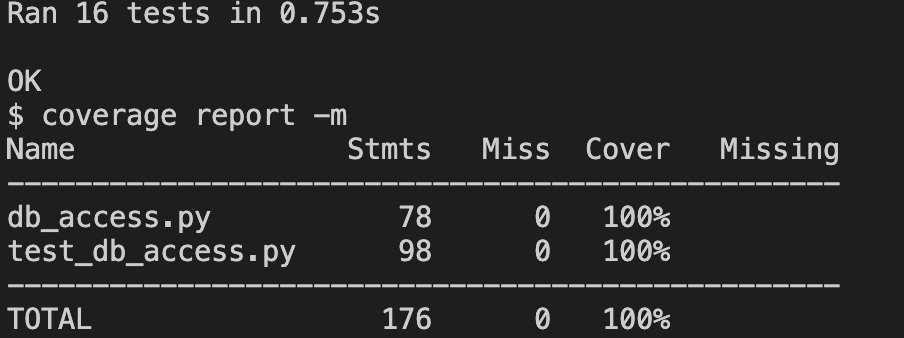 Ran 16 tests in 0.753s
OK
$ coverage report -m
Name Stmts Miss Cover Missing
-------------------------------------------------
db_access.py 78 0 100%
test_db_access.py 98 0 100%
-------------------------------------------------
TOTAL 176 0 100%